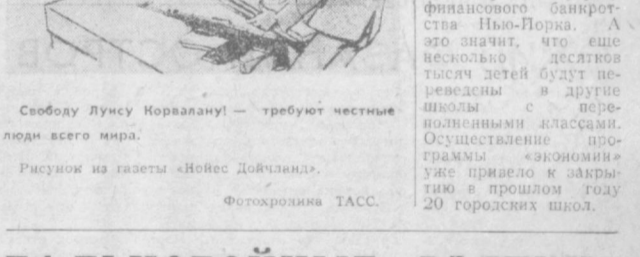 Свободу Луису Корвалану! — требуют честные
люди всего мира.
Рисунок из газеты «Нойес Дойчланд».
Фотохроника ТАСС.
финансового банкрот-
ства Нью-Йорка. А
это значит, что еще
несколько десятков
тысяч детей будут пе-
реведены в другие
школы с пере-
полненными классами.
Осуществление про-
граммы «экономии»
уже привело к закры-
тию в прошлом году
20 городских школ.